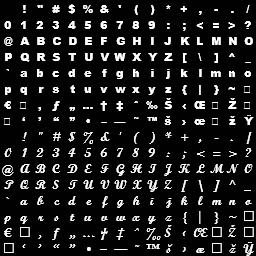 ! " # $ % & ' ( ) * + , - . /
0 1 2 3 4 5 6 7 8 9 : ; < = > ?
@ A B C D E F G H I J K L M N O
P Q R S T U V W X Y Z [ \ ] ^ _
` a b c d e f g h i j k l m n o
p q r s t u v w x y z { | } ~ □
€ □ ‚ ƒ „ … † ‡ ˆ ‰ Š ‹ Œ □ Ž □
□ ‘ ’ “ ” • – — ˜ ™ š › œ □ ž Ÿ
! " # $ % & ' ( ) * + , - . /
0 1 2 3 4 5 6 7 8 9 : ; < = > ?
@ A B C D E F G H I J K L M N O
P Q R S T U V W X Y Z [ \ ] ^ _
` a b c d e f g h i j k l m n o
p q r s t u v w x y z { | } ~ □
€ □ ‚ ƒ „ … † ‡ ˆ ‰ Š ‹ Œ □ Ž □
□ ‘ ’ “ ” • – — ˜ ™ š › œ □ ž Ÿ